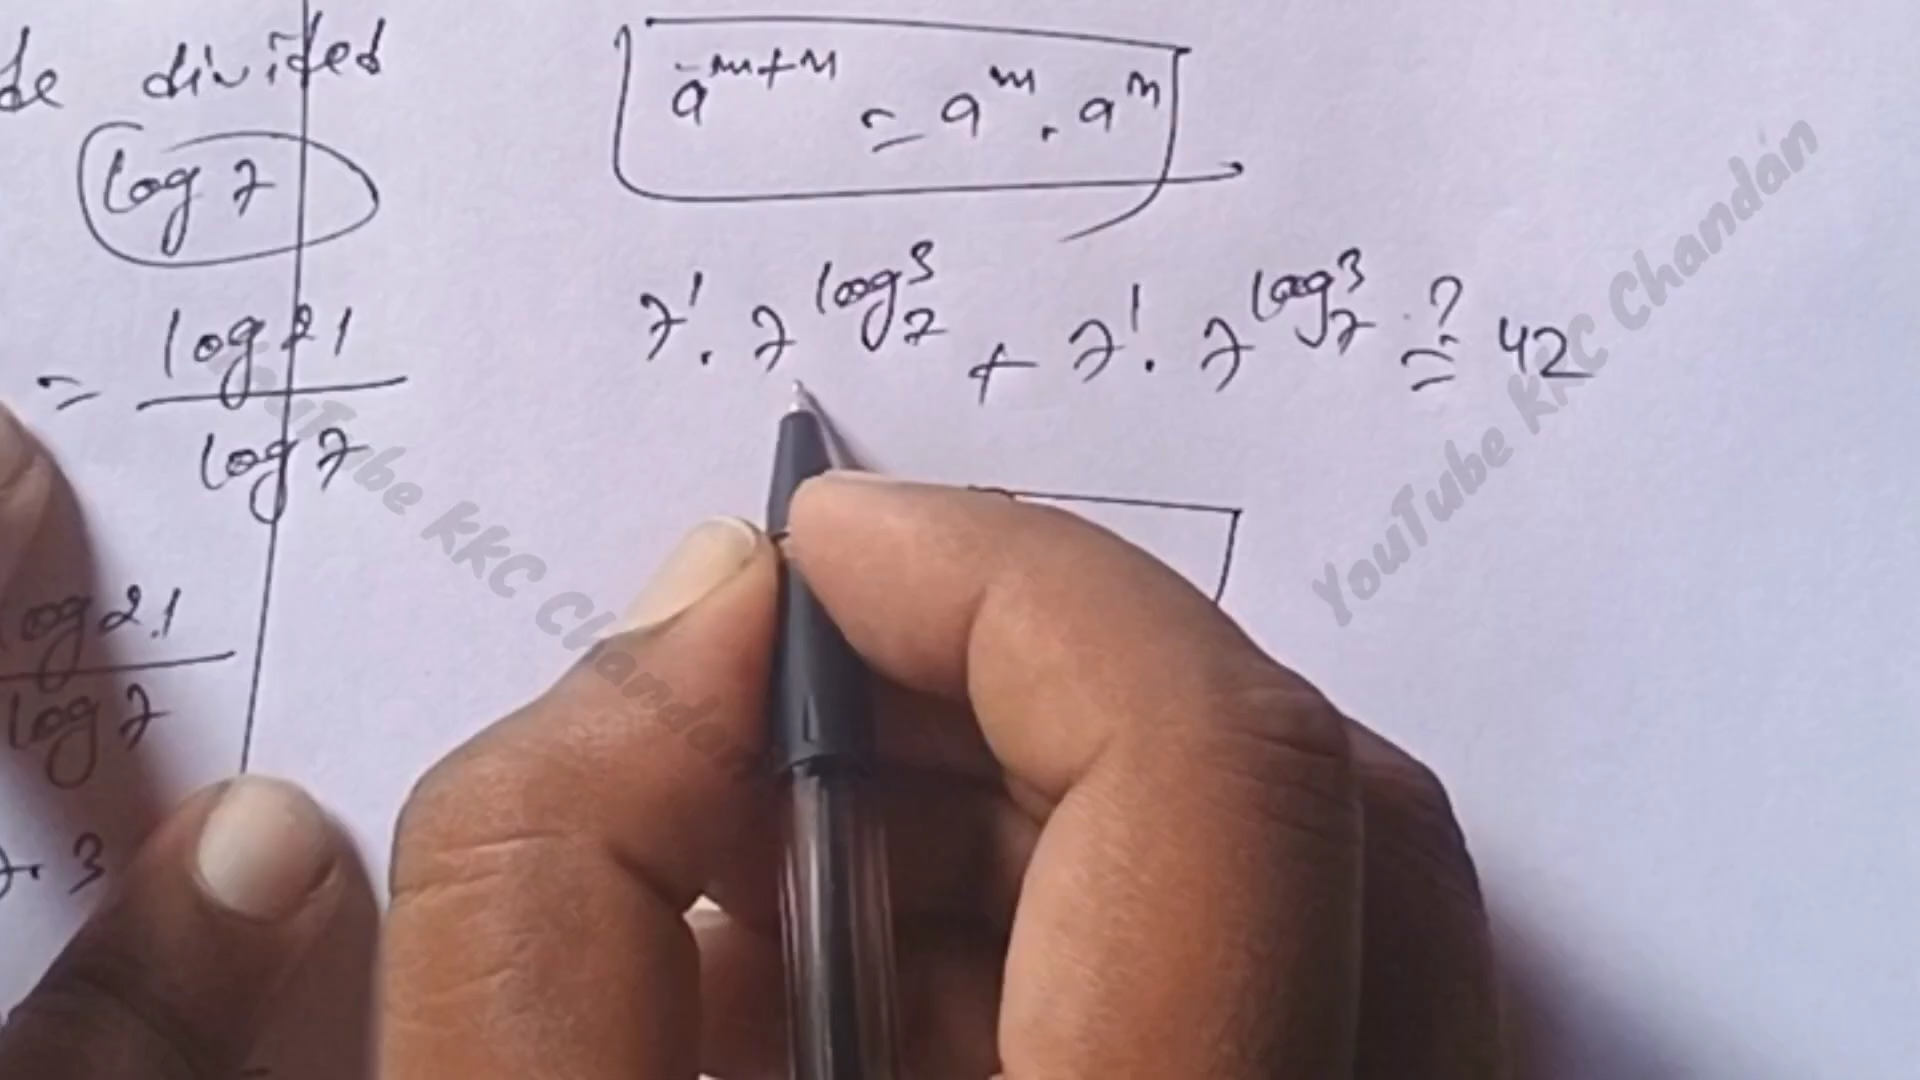 be divided
log 7
= log 21 / log 7
log 21 / log 7
7.3
a^{m+n} = a^m . a^n
7^1 . 7^{log_7 3} + 7^1 . 7^{log_7 3} ?= 42
YouTube KKC Chandan
YouTube KKC Chandan